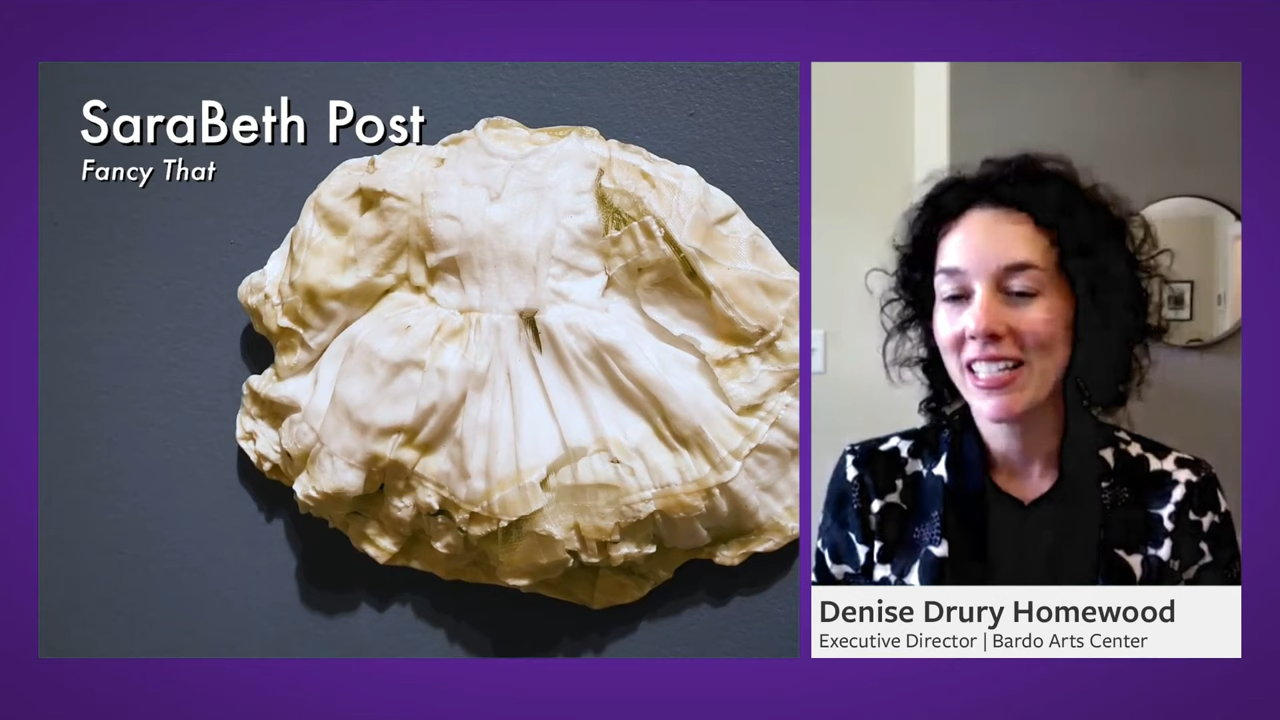 SaraBeth Post
Fancy That
Denise Drury Homewood
Executive Director | Bardo Arts Center